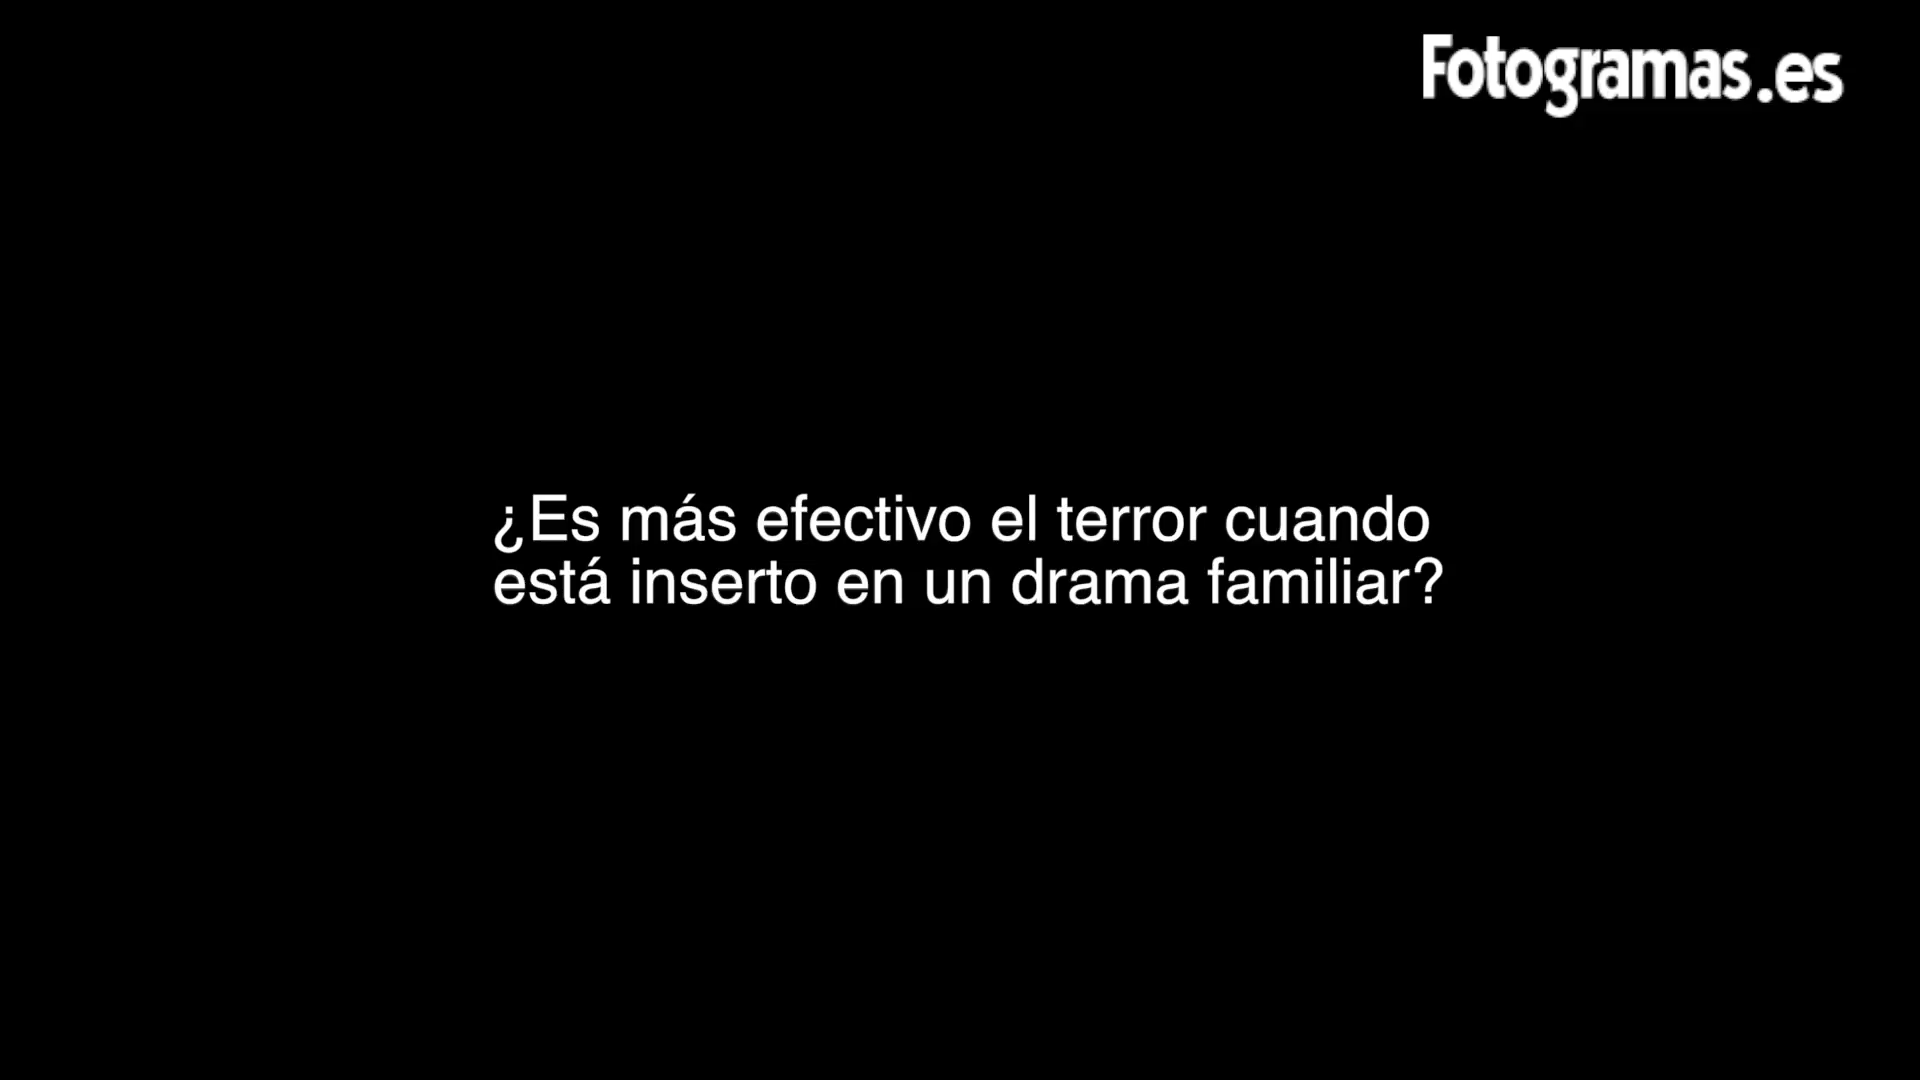 Fotogramas.es
¿Es más efectivo el terror cuando
está inserto en un drama familiar?